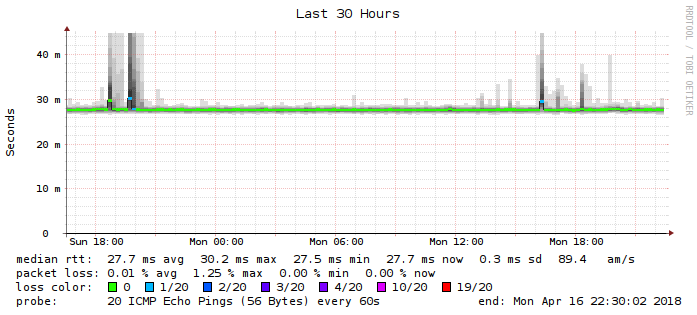 Last 30 Hours
RRDTOOL / TOBI OETIKER
Seconds
40 m
30 m
20 m
10 m
0
Sun 18:00 Mon 00:00 Mon 06:00 Mon 12:00 Mon 18:00
median rtt: 27.7 ms avg 30.2 ms max 27.5 ms min 27.7 ms now 0.3 ms sd 89.4 am/s
packet loss: 0.01 % avg 1.25 % max 0.00 % min 0.00 % now
loss color: 0 1/20 2/20 3/20 4/20 10/20 19/20
probe: 20 ICMP Echo Pings (56 Bytes) every 60s end: Mon Apr 16 22:30:02 2018